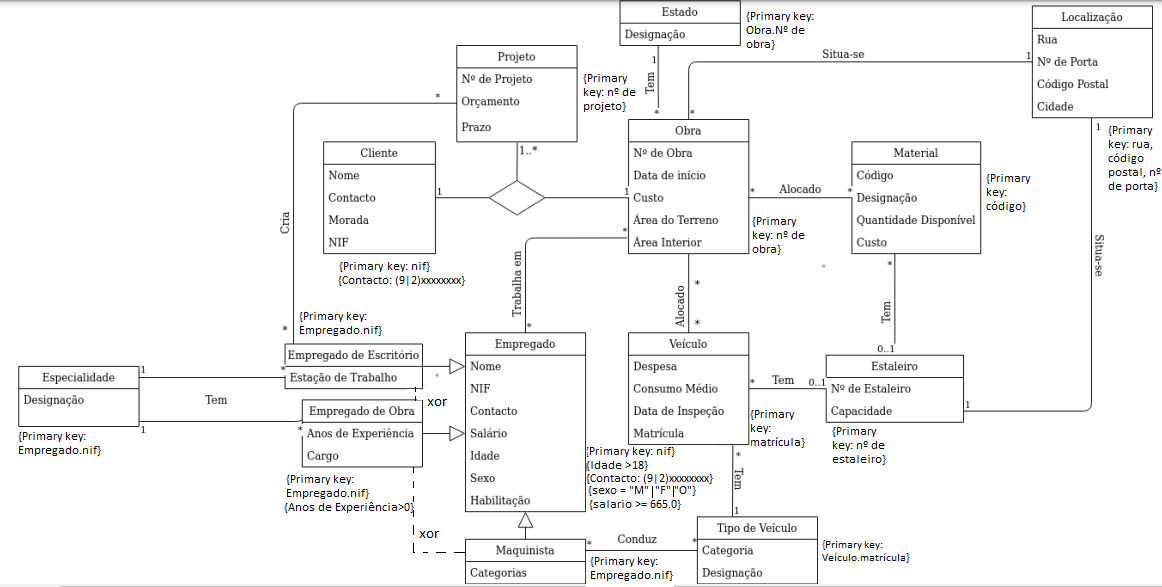 Estado
Designação
{Primary key:
Obra.Nº de
obra}
Localização
Rua
Nº de Porta
Código Postal
Cidade
{Primary
key: rua,
código
postal, nº
de porta}
Situa-se
1
*
Projeto
Nº de Projeto
Orçamento
Prazo
{Primary
key: nº de
projeto}
1
Tem
*
*
1..*
Cliente
Nome
Contacto
Morada
NIF
{Primary key: nif}
{Contacto: (9|2)xxxxxxxx}
1
1
Obra
Nº de Obra
Data de início
Custo
Área do Terreno
Área Interior
{Primary
key: nº de
obra}
*
Alocado
*
Material
Código
Designação
Quantidade Disponível
Custo
{Primary
key:
código}
Cria
*
*
Trabalha em
*
Alocado
*
*
*
Tem
0..1
1
Situa-se
1
{Primary key:
Empregado.nif}
Empregado de Escritório
Estação de Trabalho
xor
Especialidade
Designação
{Primary key:
Empregado.nif}
1
*
Tem
1
*
Empregado de Obra
Anos de Experiência
Cargo
{Primary key:
Empregado.nif}
{Anos de Experiência>0}
xor
Empregado
Nome
NIF
Contacto
Salário
Idade
Sexo
Habilitação
{Primary key: nif}
{Idade >18}
{Contacto: (9|2)xxxxxxxx}
{sexo = "M"|"F"|"O"}
{salario >= 665.0}
Veículo
Despesa
Consumo Médio
Data de Inspeção
Matrícula
{Primary
key:
matrícula}
*
Tem
0..1
Estaleiro
Nº de Estaleiro
Capacidade
{Primary
key: nº de
estaleiro}
*
Tem
1
Maquinista
Categorias
{Primary key:
Empregado.nif}
*
Conduz
*
Tipo de Veículo
Categoria
Designação
{Primary key:
Veículo.matrícula}